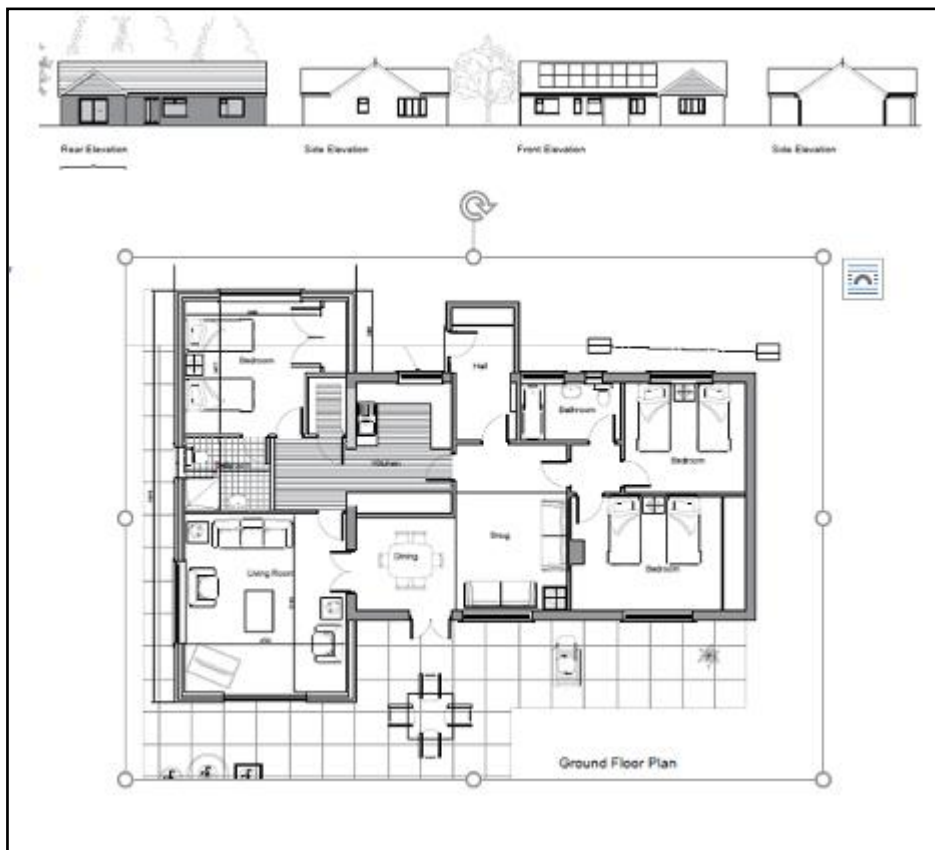 Rear Elevation
Side Elevation
Front Elevation
Side Elevation
Bedroom
Hall
Bathroom
Bedroom
Kitchen
Snug
Dining
Living Room
Bedroom
Ground Floor Plan